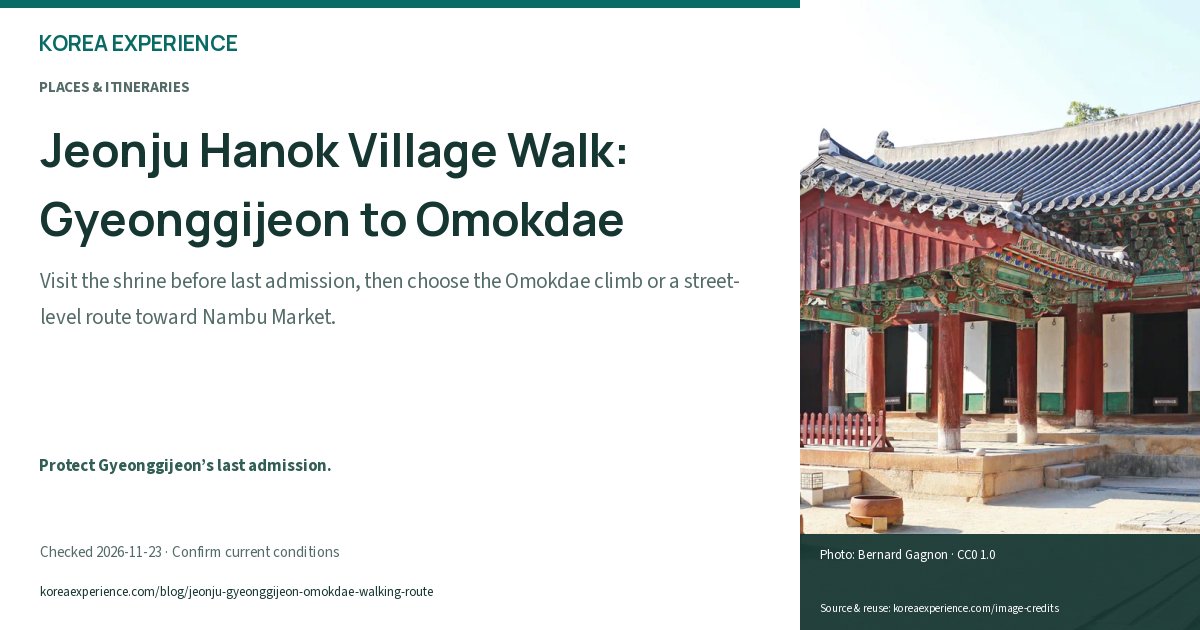 KOREA EXPERIENCE
PLACES & ITINERARIES
Jeonju Hanok Village Walk:
Gyeonggijeon to Omokdae
Visit the shrine before last admission, then choose the Omokdae climb or a street-
level route toward Nambu Market.
Protect Gyeonggijeon’s last admission.
Checked 2026-11-23 · Confirm current conditions
koreaexperience.com/blog/jeonju-gyeonggijeon-omokdae-walking-route
Photo: Bernard Gagnon · CC0 1.0
Source & reuse: koreaexperience.com/image-credits